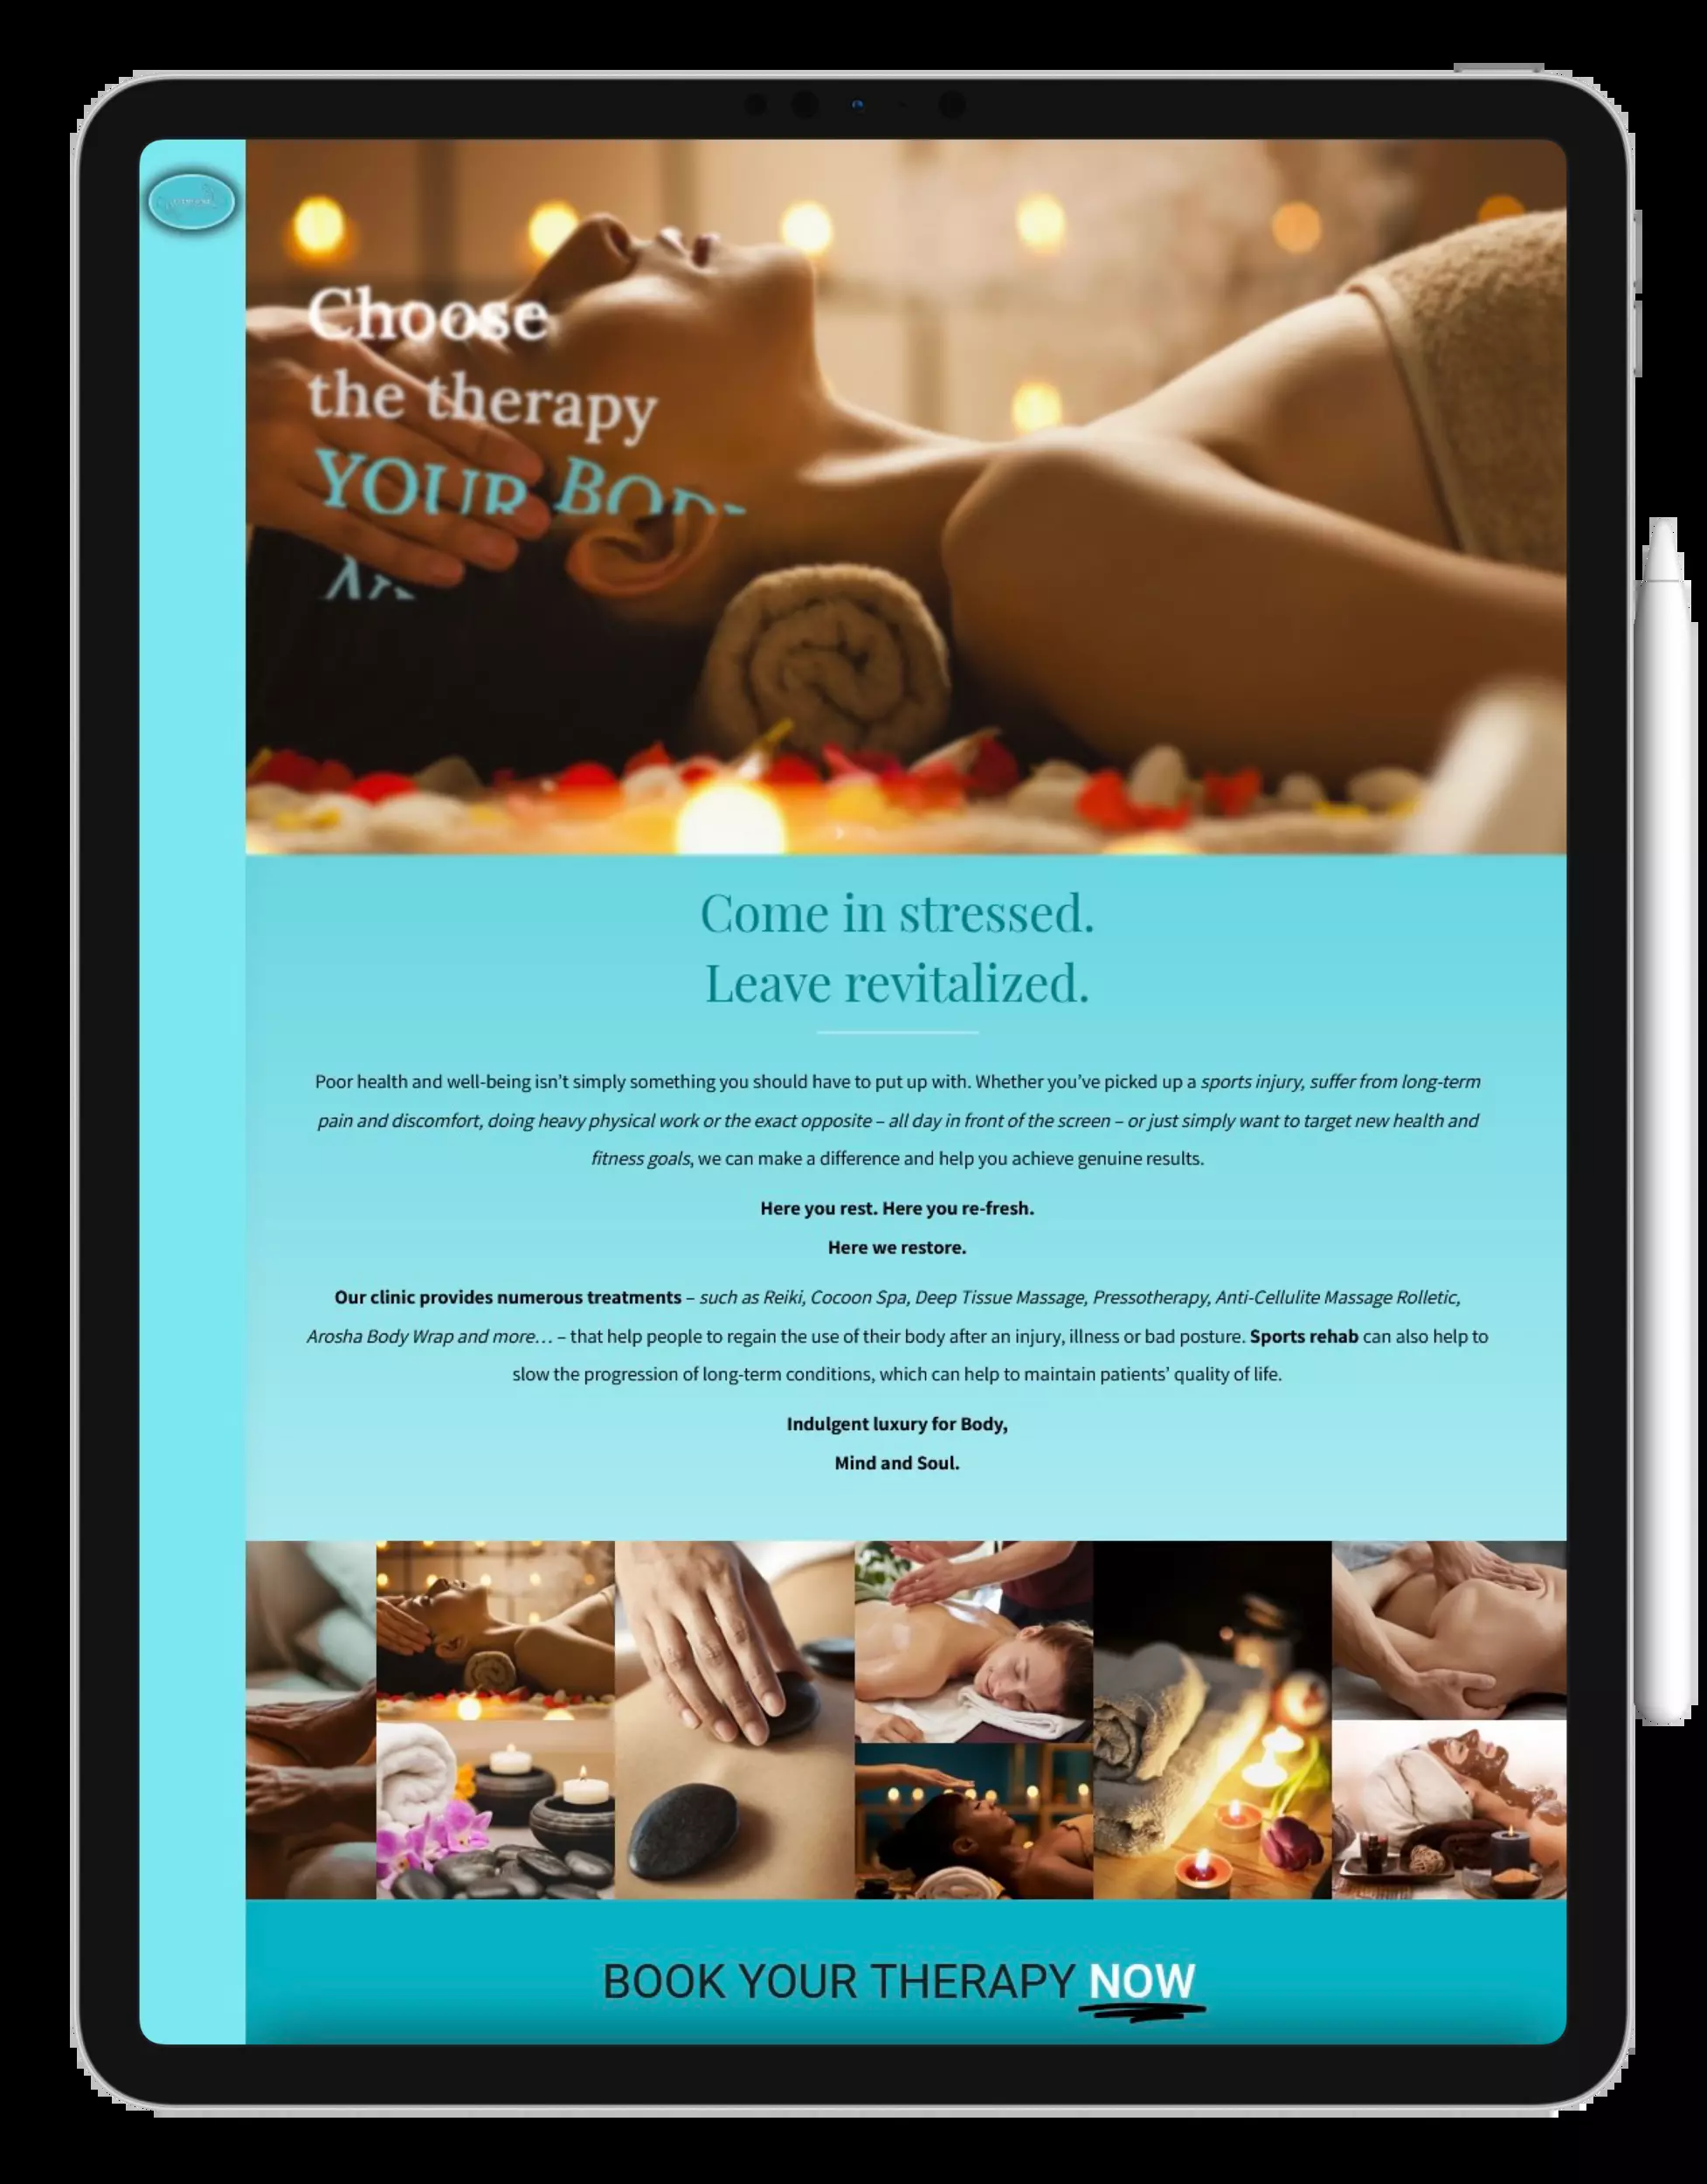 Choose
the therapy
YOUR
Come in stressed.
Leave revitalized.
Poor health and well-being isn’t simply something you should have to put up with. Whether you’ve picked up a sports injury, suffer from long-term
pain and discomfort, doing heavy physical work or the exact opposite – all day in front of the screen – or just simply want to target new health and
fitness goals, we can make a difference and help you achieve genuine results.
Here you rest. Here you re-fresh.
Here we restore.
Our clinic provides numerous treatments – such as Reiki, Cocoon Spa, Deep Tissue Massage, Pressotherapy, Anti-Cellulite Massage Rolletic,
Arosha Body Wrap and more… – that help people to regain the use of their body after an injury, illness or bad posture. Sports rehab can also help to
slow the progression of long-term conditions, which can help to maintain patients’ quality of life.
Indulgent luxury for Body,
Mind and Soul.
BOOK YOUR THERAPY NOW